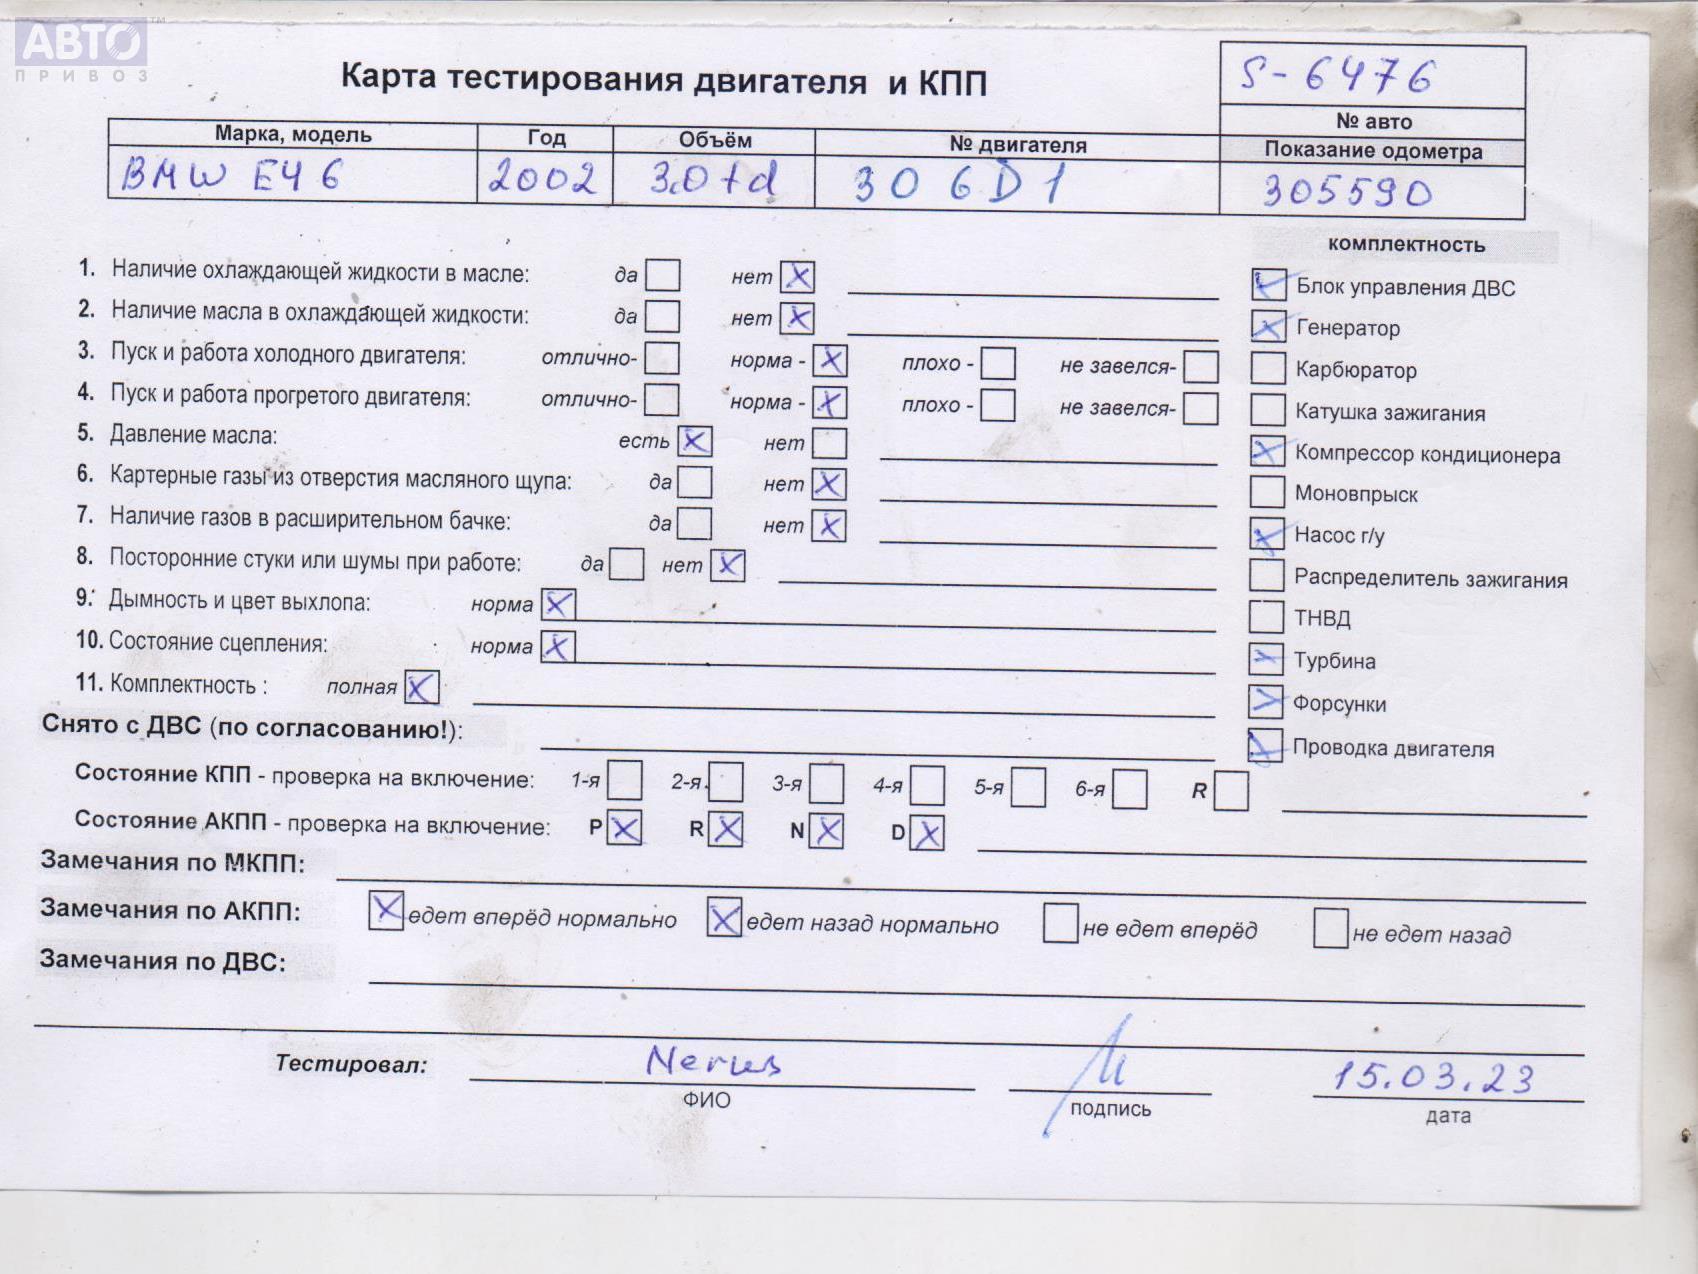 АВТО™
ПРИВОЗ
Карта тестирования двигателя и КПП
S-6476
№ авто
Марка, модель Год Объём № двигателя Показание одометра
BMW E46 2002 3.0td 306D1 305590
комплектность
1. Наличие охлаждающей жидкости в масле: да нет Блок управления ДВС
2. Наличие масла в охлаждающей жидкости: да нет Генератор
3. Пуск и работа холодного двигателя: отлично- норма - плохо - не завелся- Карбюратор
4. Пуск и работа прогретого двигателя: отлично- норма - плохо - не завелся- Катушка зажигания
5. Давление масла: есть нет Компрессор кондиционера
6. Картерные газы из отверстия масляного щупа: да нет Моновпрыск
7. Наличие газов в расширительном бачке: да нет Насос г/у
8. Посторонние стуки или шумы при работе: да нет Распределитель зажигания
9. Дымность и цвет выхлопа: норма ТНВД
10. Состояние сцепления: норма Турбина
11. Комплектность : полная Форсунки
Снято с ДВС (по согласованию!): Проводка двигателя
Состояние КПП - проверка на включение: 1-я 2-я 3-я 4-я 5-я 6-я R
Состояние АКПП - проверка на включение: P R N D
Замечания по МКПП:
Замечания по АКПП: едет вперёд нормально едет назад нормально не едет вперёд не едет назад
Замечания по ДВС:
Тестировал: 15.03.23
ФИО подпись дата